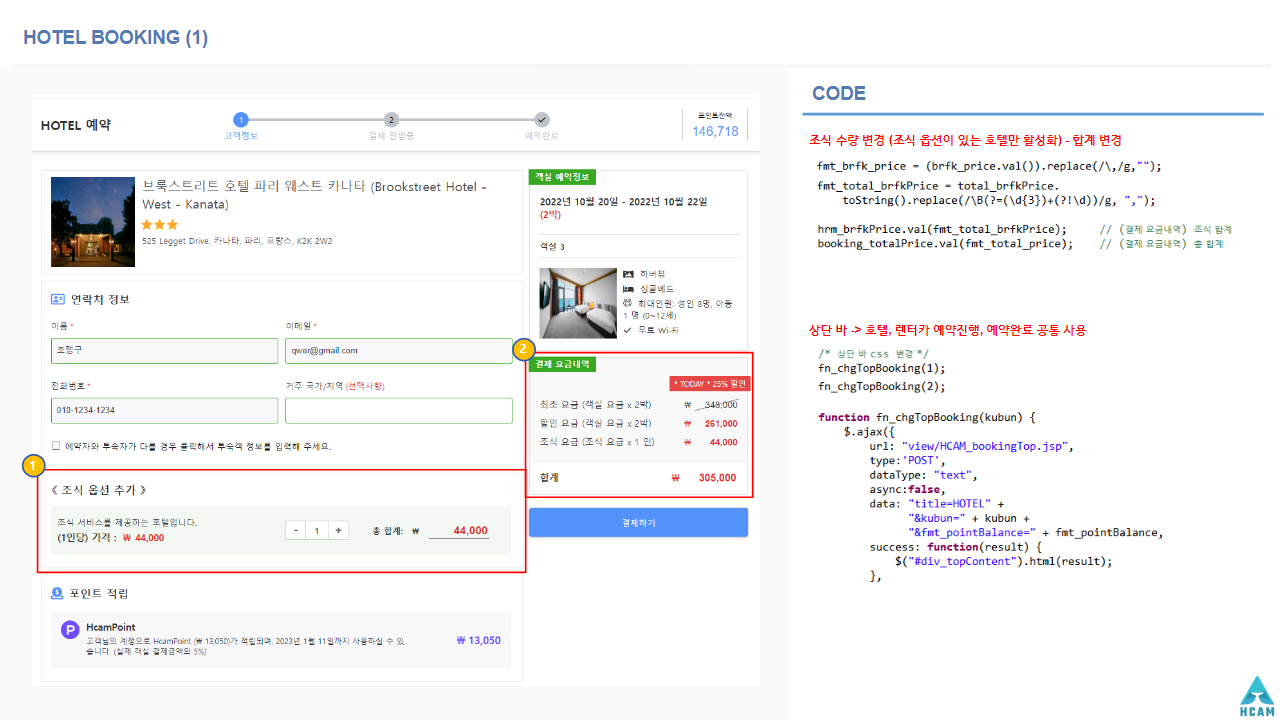 HOTEL BOOKING (1)
HOTEL 예약
1
2
고객정보
결제 진행중
예약완료
포인트잔액
146,718
브룩스트리트 호텔 파리 웨스트 카나타 (Brookstreet Hotel -
West - Kanata)
525 Legget Drive, 카나타, 파리, 프랑스, K2K 2W2
연락처 정보
이름 *
이메일 *
조쟁구
qwer@gmail.com
전화번호 *
거주 국가/지역 (선택사항)
010-1234-1234
예약자와 투숙자가 다를 경우 클릭해서 투숙객 정보를 입력해 주세요.
1
《 조식 옵션 추가 》
조식 서비스를 제공하는 호텔입니다.
(1인당) 가격 : ₩ 44,000
- 1 +
총 합계: ₩ 44,000
포인트 적립
P
HcamPoint
고객님의 계정으로 HcamPoint (₩ 13,050)가 적립되며, 2023년 1월 11일까지 사용하실 수 있
습니다. (실제 객실 결제금액의 5%)
₩ 13,050
객실 예약정보
2022년 10월 20일 - 2022년 10월 22일
(2박)
객실 3
하버뷰
싱글베드
최대인원: 성인 8명, 아동
1 명 (0~12세)
무료 Wi-Fi
2
결제 요금내역
* TODAY * 25% 할인
최초 요금 (객실 요금 x 2박) ₩ 348,000
할인 요금 (객실 요금 x 2박) ₩ 261,000
조식 요금 (조식 요금 x 1 인) ₩ 44,000
합계 ₩ 305,000
결제하기
CODE
조식 수량 변경 (조식 옵션이 있는 호텔만 활성화) - 합계 변경
fmt_brfk_price = (brfk_price.val()).replace(/\,/g,"");
fmt_total_brfkPrice = total_brfkPrice.
toString().replace(/\B(?=(\d{3})+(?!\d))/g, ",");
hrm_brfkPrice.val(fmt_total_brfkPrice); // (결제 요금내역) 조식 합계
booking_totalPrice.val(fmt_total_price); // (결제 요금내역) 총 합계
상단 바 -> 호텔, 렌터카 예약진행, 예약완료 공통 사용
/* 상단 바 css 변경 */
fn_chgTopBooking(1);
fn_chgTopBooking(2);
function fn_chgTopBooking(kubun) {
$.ajax({
url: "view/HCAM_bookingTop.jsp",
type:'POST',
dataType: "text",
async:false,
data: "title=HOTEL" +
"&kubun=" + kubun +
"&fmt_pointBalance=" + fmt_pointBalance,
success: function(result) {
$("#div_topContent").html(result);
},
HCAM